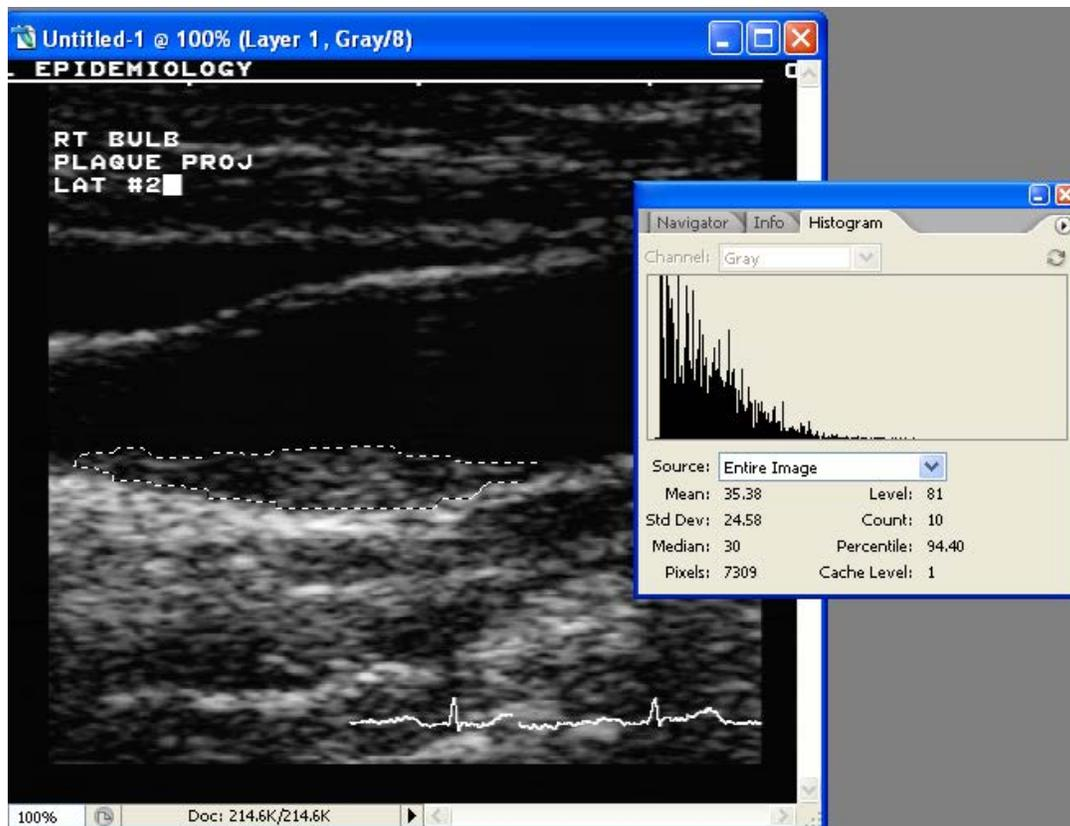 Untitled-1 @ 100% (Layer 1, Gray/8)
EPIDEMIOLOGY
RT BULB
PLAQUE PROJ
LAT #2
Navigator Info Histogram
Channel: Gray
Source: Entire Image
Mean: 35.38 Level: 81
Std Dev: 24.58 Count: 10
Median: 30 Percentile: 94.40
Pixels: 7309 Cache Level: 1
100% Doc: 214.6K/214.6K